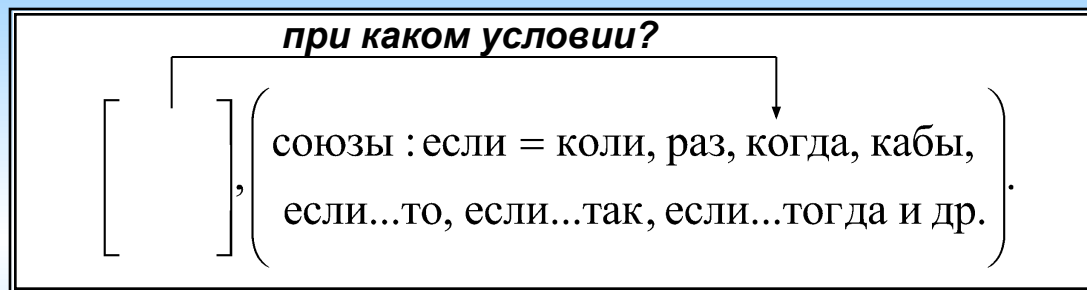 при каком условии?
[ ], (союзы : если = коли, раз, когда, кабы,
если...то, если...так, если...тогда и др.).